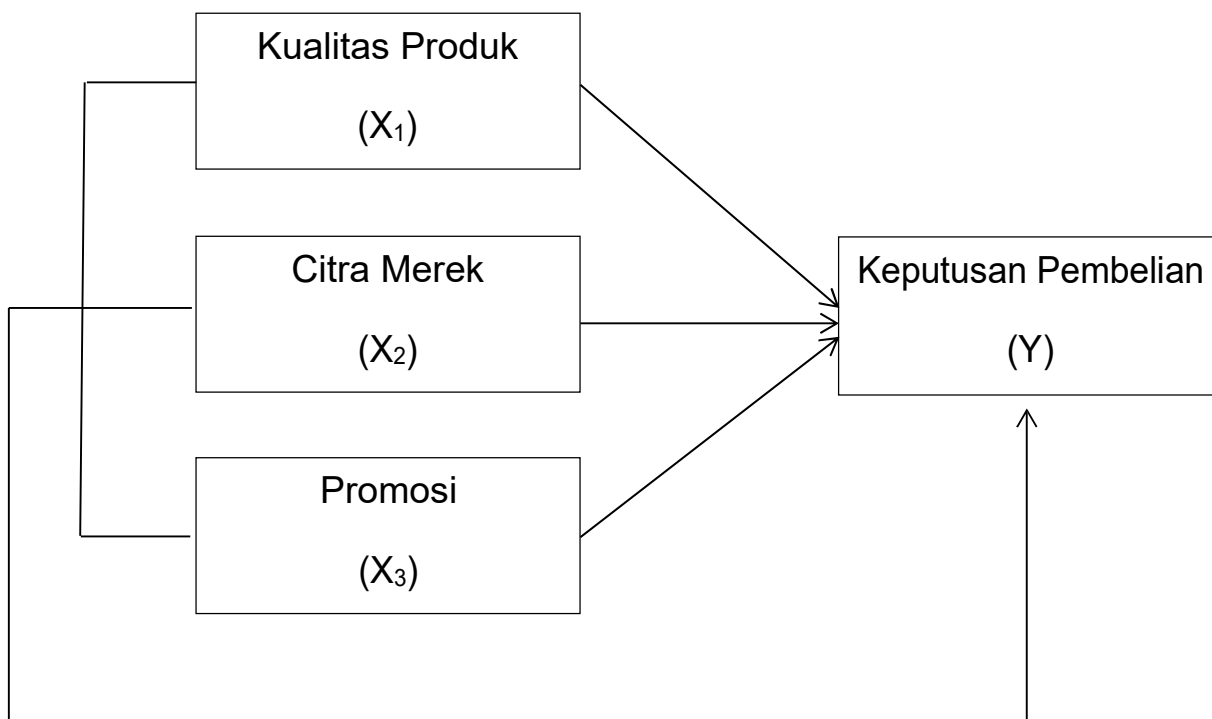 Kualitas Produk
(X₁)
Citra Merek
(X₂)
Promosi
(X₃)
Keputusan Pembelian
(Y)